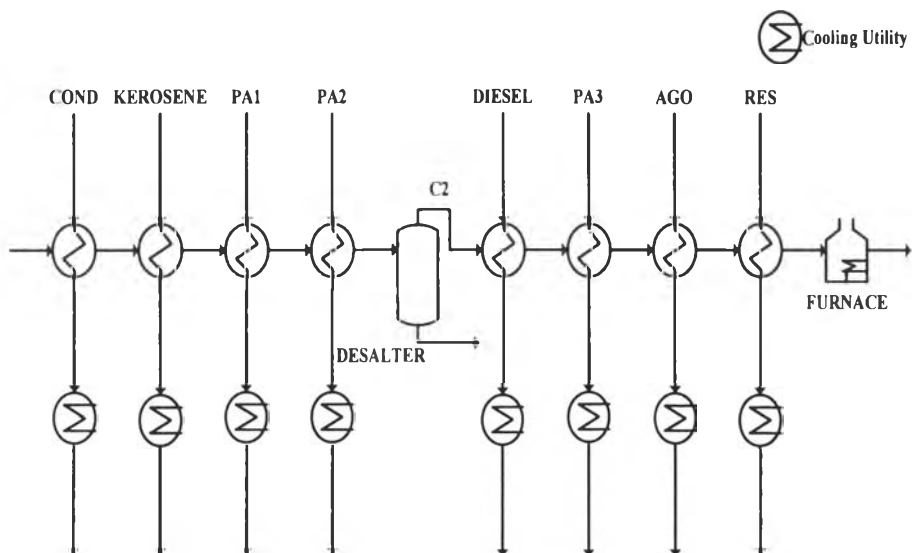 Cooling Utility
COND KEROSENE PA1 PA2 DIESEL PA3 AGO RES
C2
FURNACE
DESALTER